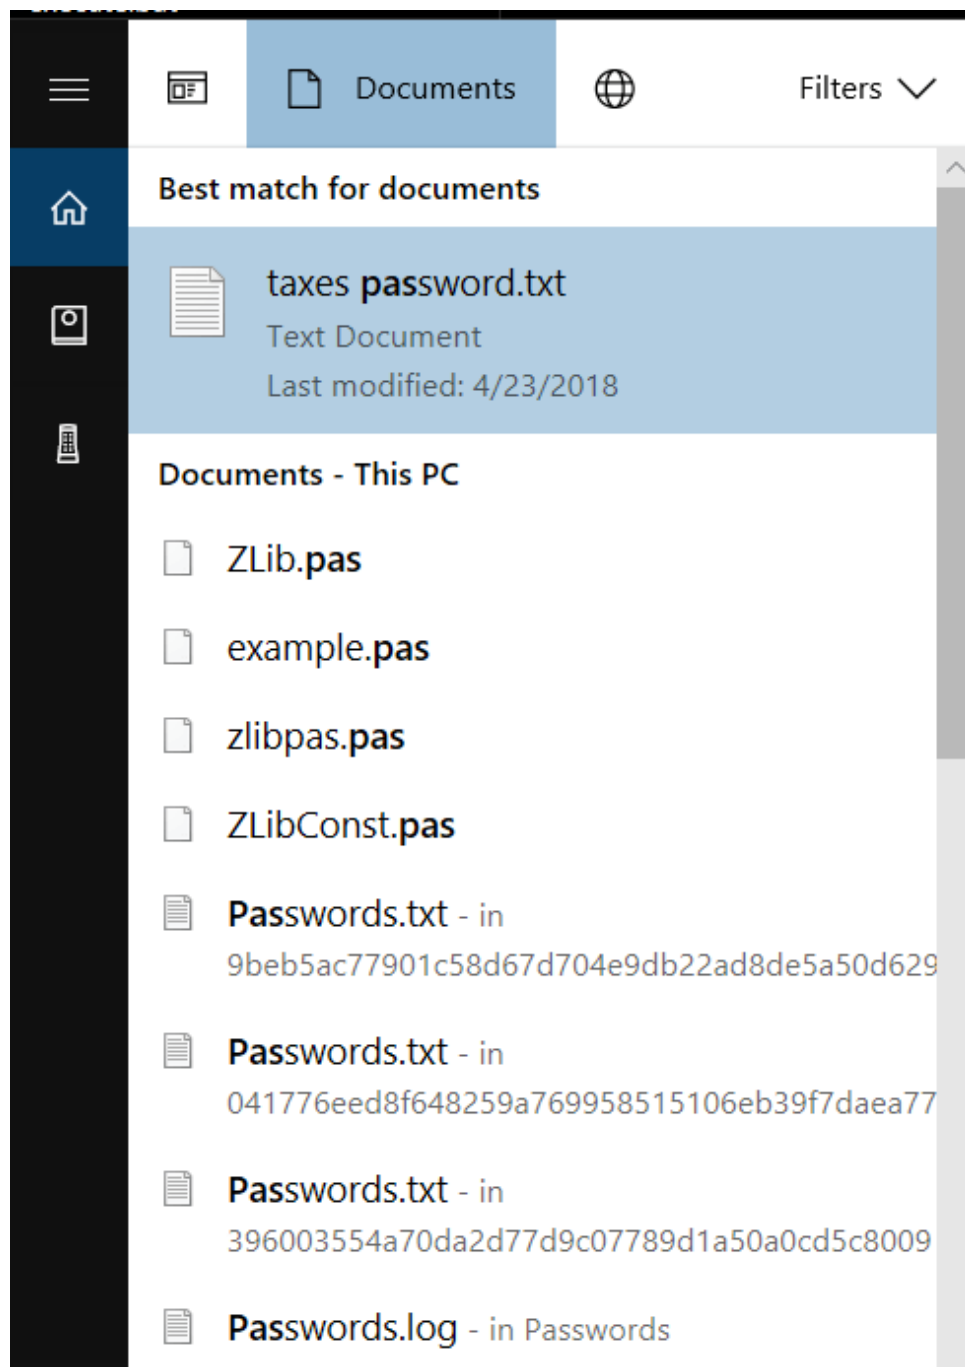 Documents
Filters
Best match for documents
taxes password.txt
Text Document
Last modified: 4/23/2018
Documents - This PC
ZLib.pas
example.pas
zlibpas.pas
ZLibConst.pas
Passwords.txt - in
9beb5ac77901c58d67d704e9db22ad8de5a50d629
Passwords.txt - in
041776eed8f648259a769958515106eb39f7daea77
Passwords.txt - in
396003554a70da2d77d9c07789d1a50a0cd5c8009
Passwords.log - in Passwords